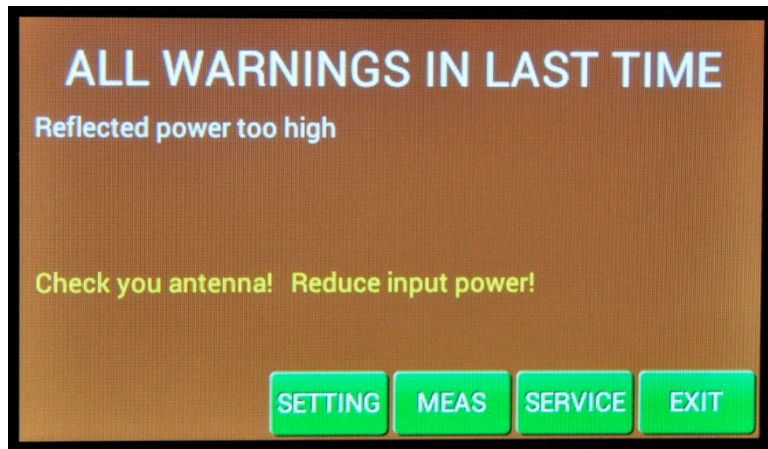 ALL WARNINGS IN LAST TIME
Reflected power too high
Check you antenna! Reduce input power!
SETTING MEAS SERVICE EXIT